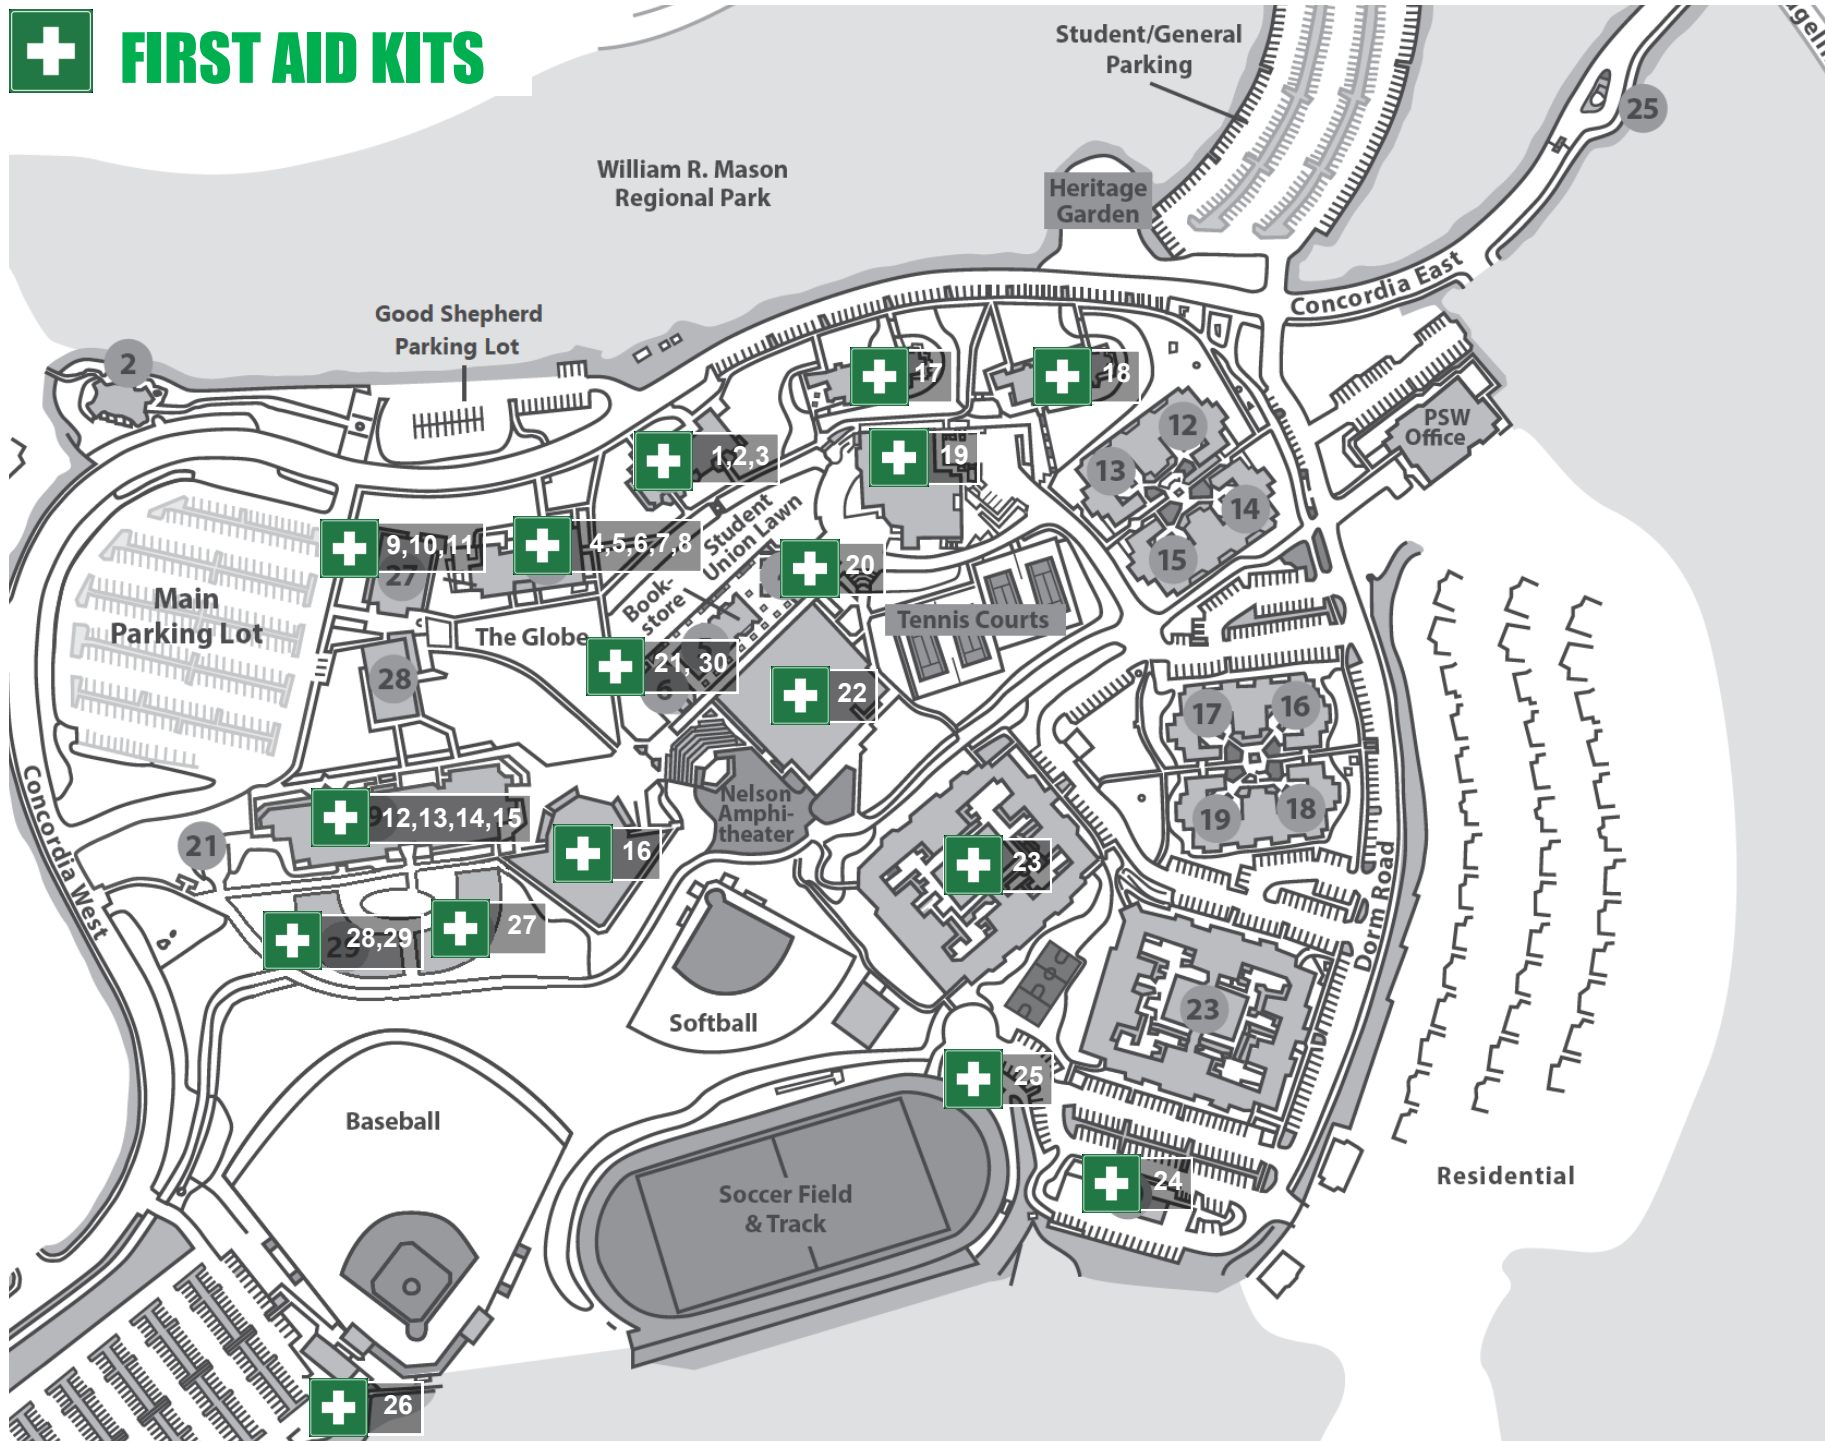 FIRST AID KITS
Student/General
Parking
25
William R. Mason
Regional Park
Heritage
Garden
Concordia East
Good Shepherd
Parking Lot
2
17
18
12
PSW
Office
1,2,3
19
13
14
Student
Union Lawn
9,10,11
4,5,6,7,8
27
20
15
Book-
store
Main
Parking Lot
The Globe
Tennis Courts
5
21, 30
28
6
22
17
16
Concordia West
Nelson
Amphi-
theater
19
18
12,13,14,15
21
16
23
Dorm Road
27
28,29
29
23
Softball
25
Baseball
24
Residential
Soccer Field
& Track
26